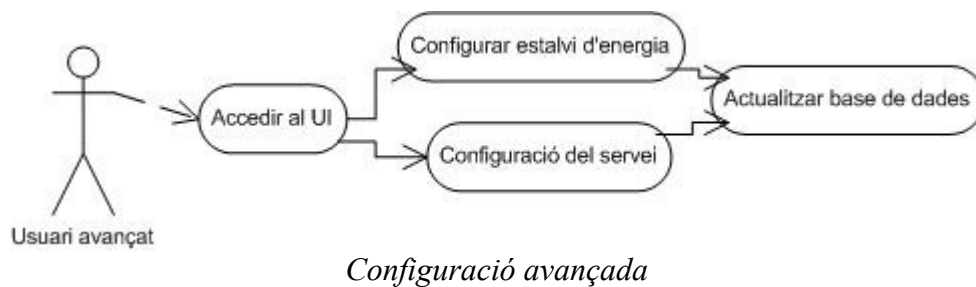 Configurar estalvi d'energia
Actualitzar base de dades
Accedir al UI
Configuració del servei
Usuari avançat
Configuració avançada